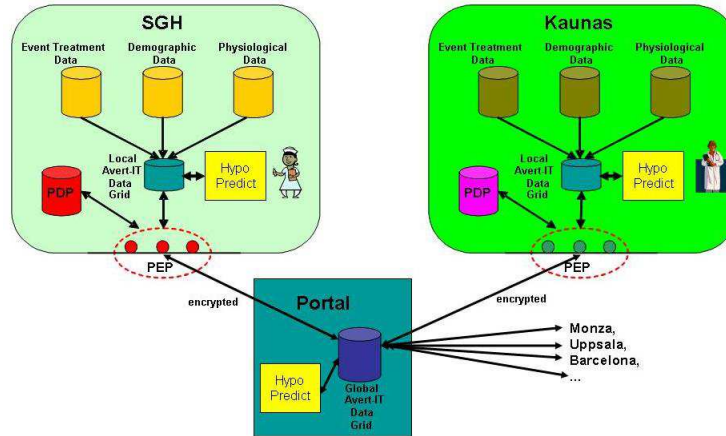 SGH
Event Treatment Data
Demographic Data
Physiological Data
Local
Avert-IT
Data
Grid
Hypo
Predict
PDP
PEP
Kaunas
Event Treatment Data
Demographic Data
Physiological Data
Local
Avert-IT
Data
Grid
Hypo
Predict
PDP
PEP
encrypted
encrypted
Portal
Hypo
Predict
Global
Avert-IT
Data
Grid
Monza,
Uppsala,
Barcelona,
...